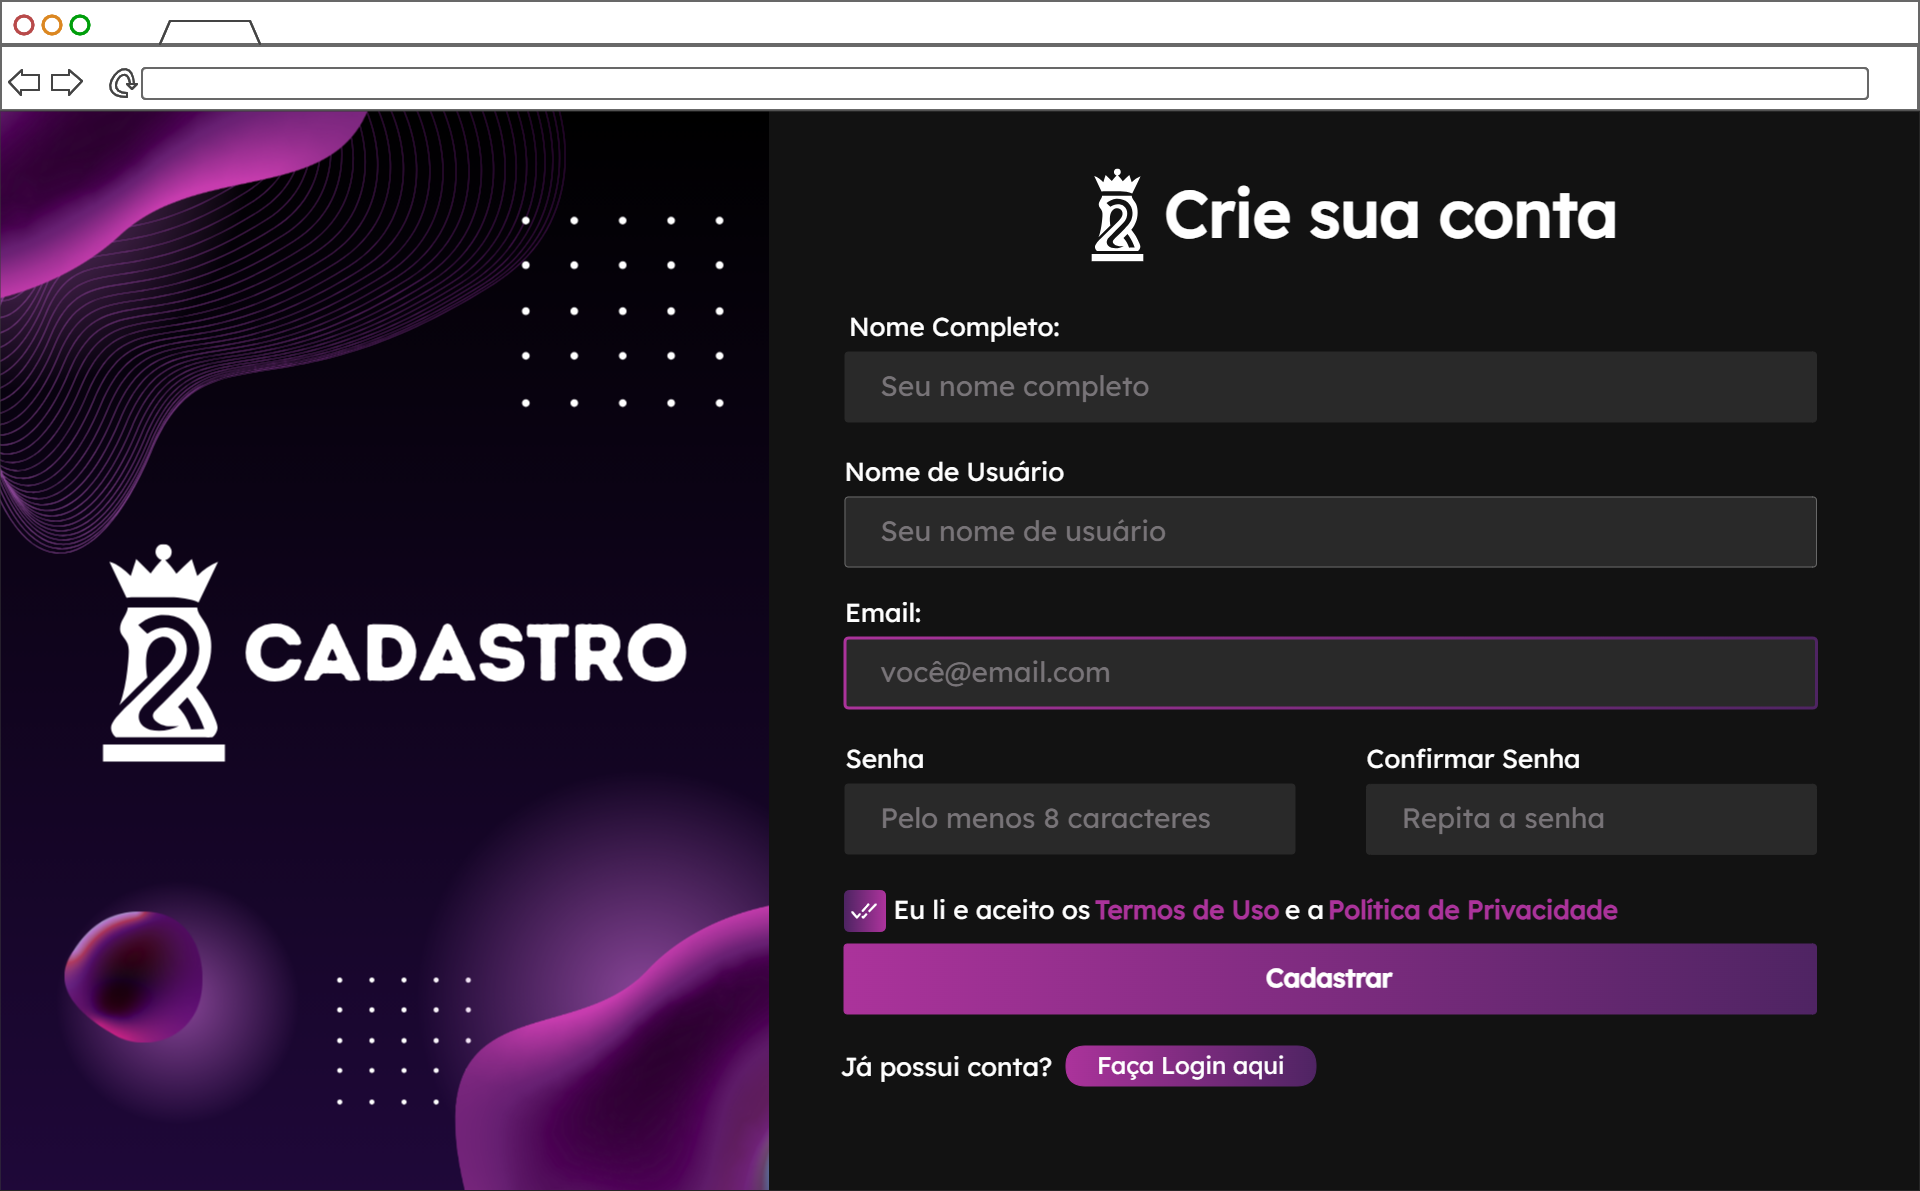 CADASTRO
Crie sua conta
Nome Completo:
Seu nome completo
Nome de Usuário
Seu nome de usuário
Email:
você@email.com
Senha
Pelo menos 8 caracteres
Confirmar Senha
Repita a senha
Eu li e aceito os Termos de Uso e a Política de Privacidade
Cadastrar
Já possui conta? Faça Login aqui